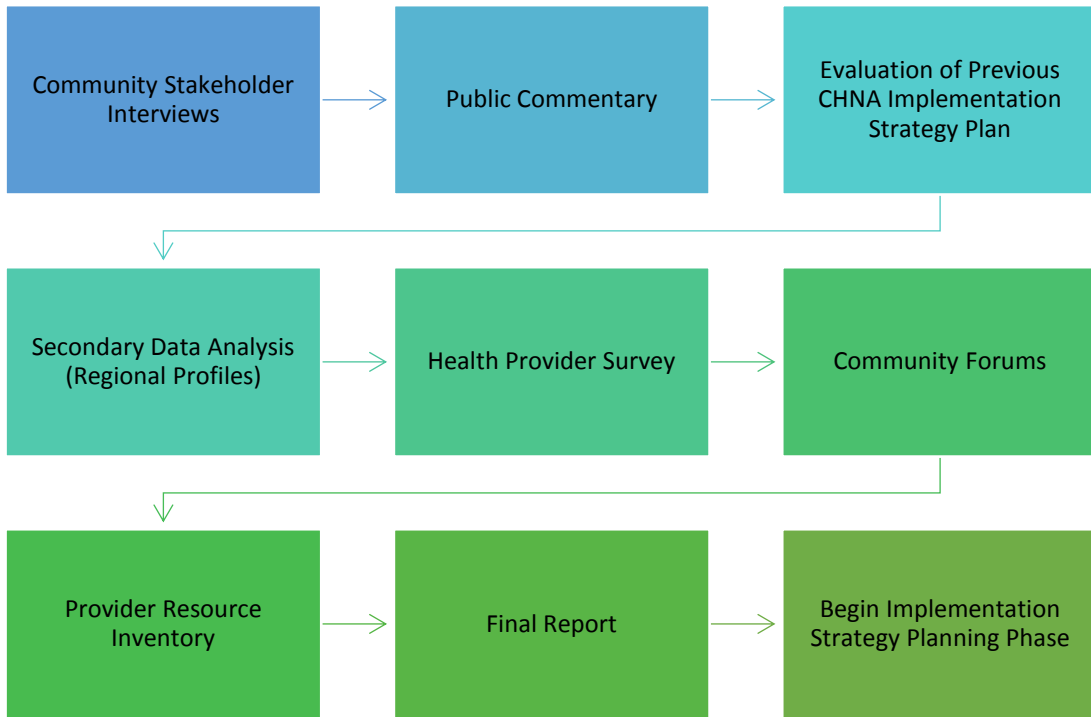 Community Stakeholder
Interviews
Public Commentary
Evaluation of Previous
CHNA Implementation
Strategy Plan
Secondary Data Analysis
(Regional Profiles)
Health Provider Survey
Community Forums
Provider Resource
Inventory
Final Report
Begin Implementation
Strategy Planning Phase